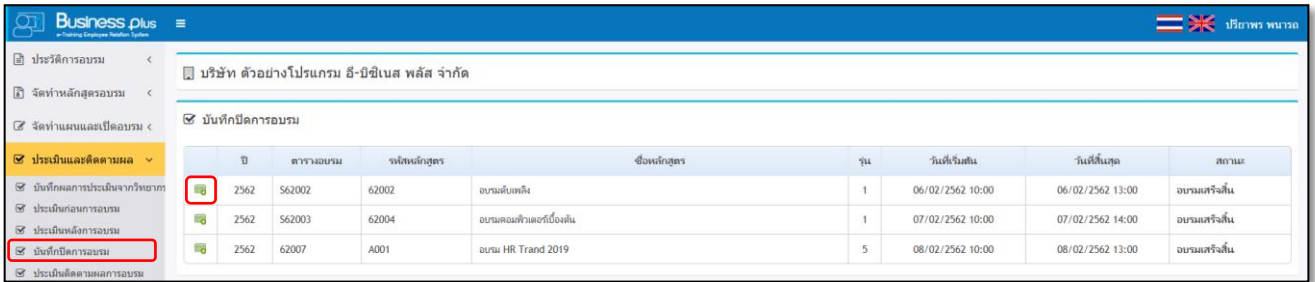 Business plus
e-Training Employee Relation System
ปรียาพร พนารถ
ประวัติการอบรม
จัดทำหลักสูตรอบรม
จัดทำแผนและเปิดอบรม
ประเมินและติดตามผล
บันทึกผลการประเมินจากวิทยากร
ประเมินก่อนการอบรม
ประเมินหลังการอบรม
บันทึกปิดการอบรม
ประเมินติดตามผลการอบรม
บริษัท ตัวอย่างโปรแกรม อี-บิซิเนส พลัส จำกัด
บันทึกปิดการอบรม
ปี ตารางอบรม รหัสหลักสูตร ชื่อหลักสูตร รุ่น วันที่เริ่มต้น วันที่สิ้นสุด สถานะ
2562 S62002 62002 อบรมดับเพลิง 1 06/02/2562 10:00 06/02/2562 13:00 อบรมเสร็จสิ้น
2562 S62003 62004 อบรมคอมพิวเตอร์เบื้องต้น 1 07/02/2562 10:00 07/02/2562 14:00 อบรมเสร็จสิ้น
2562 62007 A001 อบรม HR Trand 2019 5 08/02/2562 10:00 08/02/2562 13:00 อบรมเสร็จสิ้น